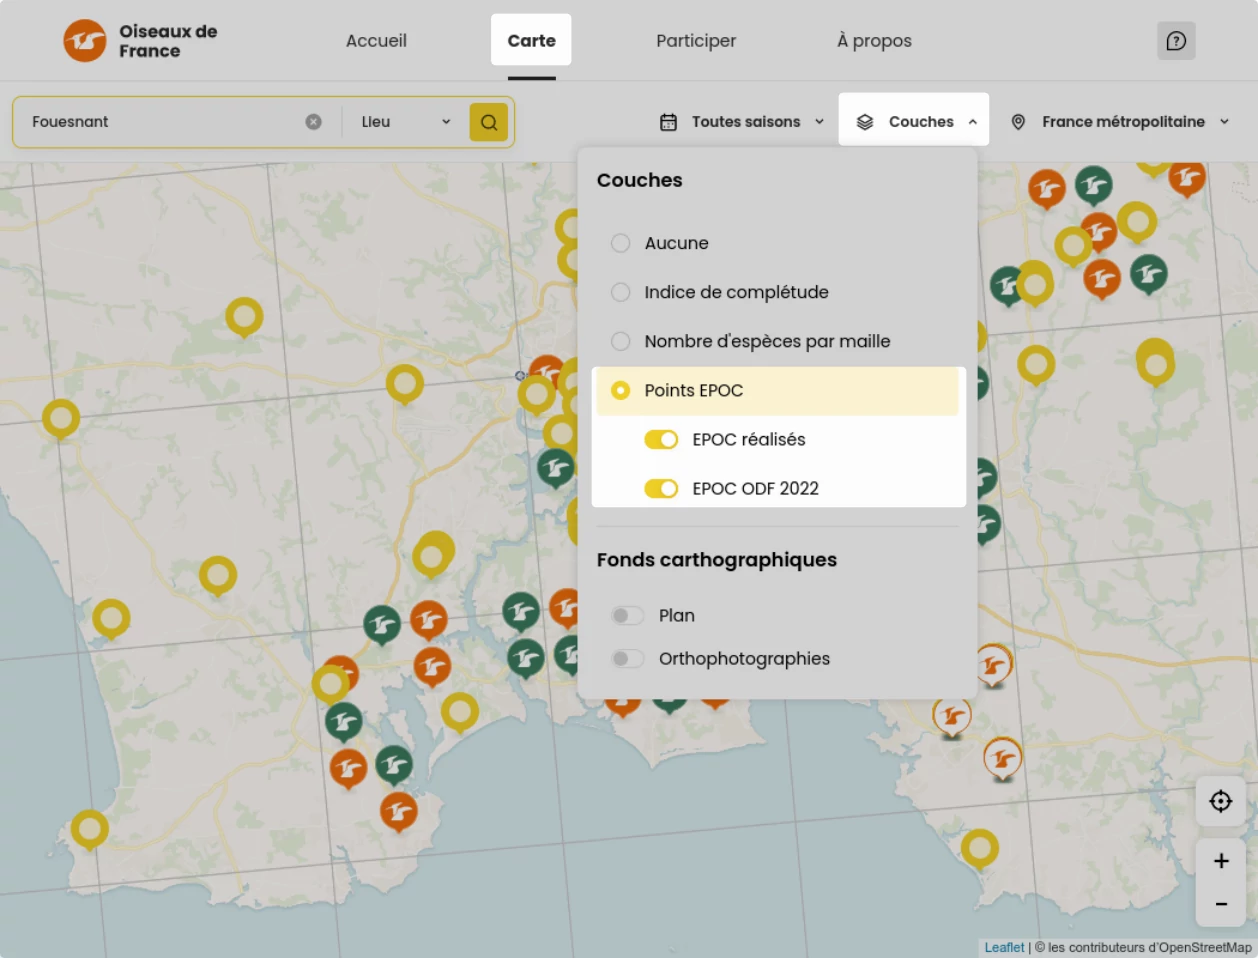 Oiseaux de
France
Accueil
Carte
Participer
À propos
Fouesnant
Lieu
Toutes saisons
Couches
France métropolitaine
Couches
Aucune
Indice de complétude
Nombre d'espèces par maille
Points EPOC
EPOC réalisés
EPOC ODF 2022
Fonds carthographiques
Plan
Orthophotographies
+
−
Leaflet | © les contributeurs d'OpenStreetMap